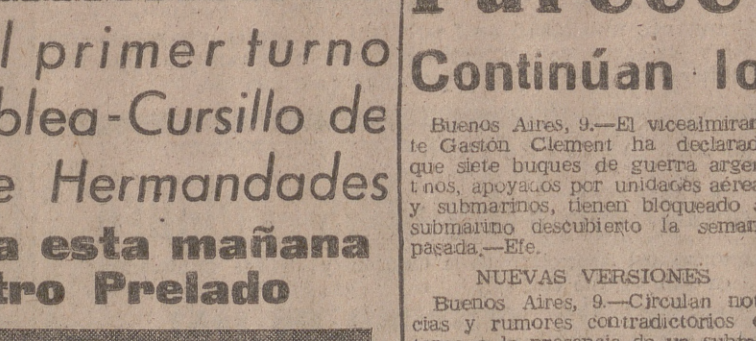 l primer turno
blea-Cursillo de
e Hermandades
a esta mañana
tro Prelado
Continúan lo
Buenos Aires, 9.—El vicealmiran
te Gastón Clement ha declarad
que siete buques de guerra argen
tinos, apoyados por unidades aére
y submarinos, tienen bloqueado a
submarino descubierto la seman
pasada.—Efe.
NUEVAS VERSIONES
Buenos Aires, 9.—Circulan not
cias y rumores contradictorios